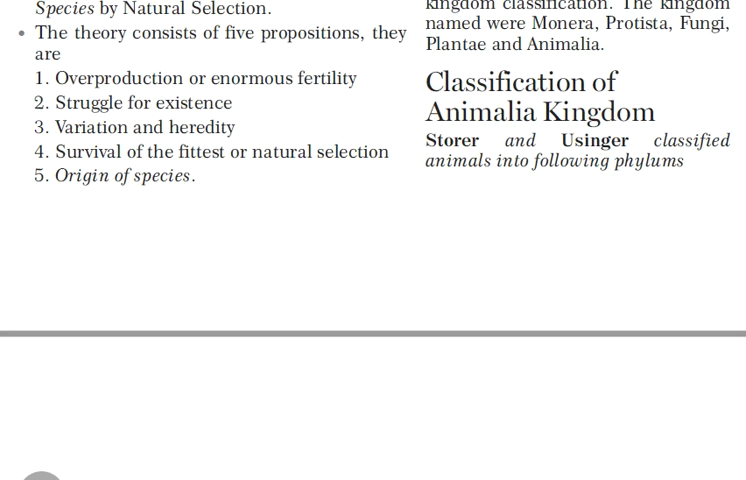 Species by Natural Selection.
• The theory consists of five propositions, they
are
1. Overproduction or enormous fertility
2. Struggle for existence
3. Variation and heredity
4. Survival of the fittest or natural selection
5. Origin of species.
kingdom classification. The kingdom
named were Monera, Protista, Fungi,
Plantae and Animalia.
Classification of
Animalia Kingdom
Storer and Usinger classified
animals into following phylums